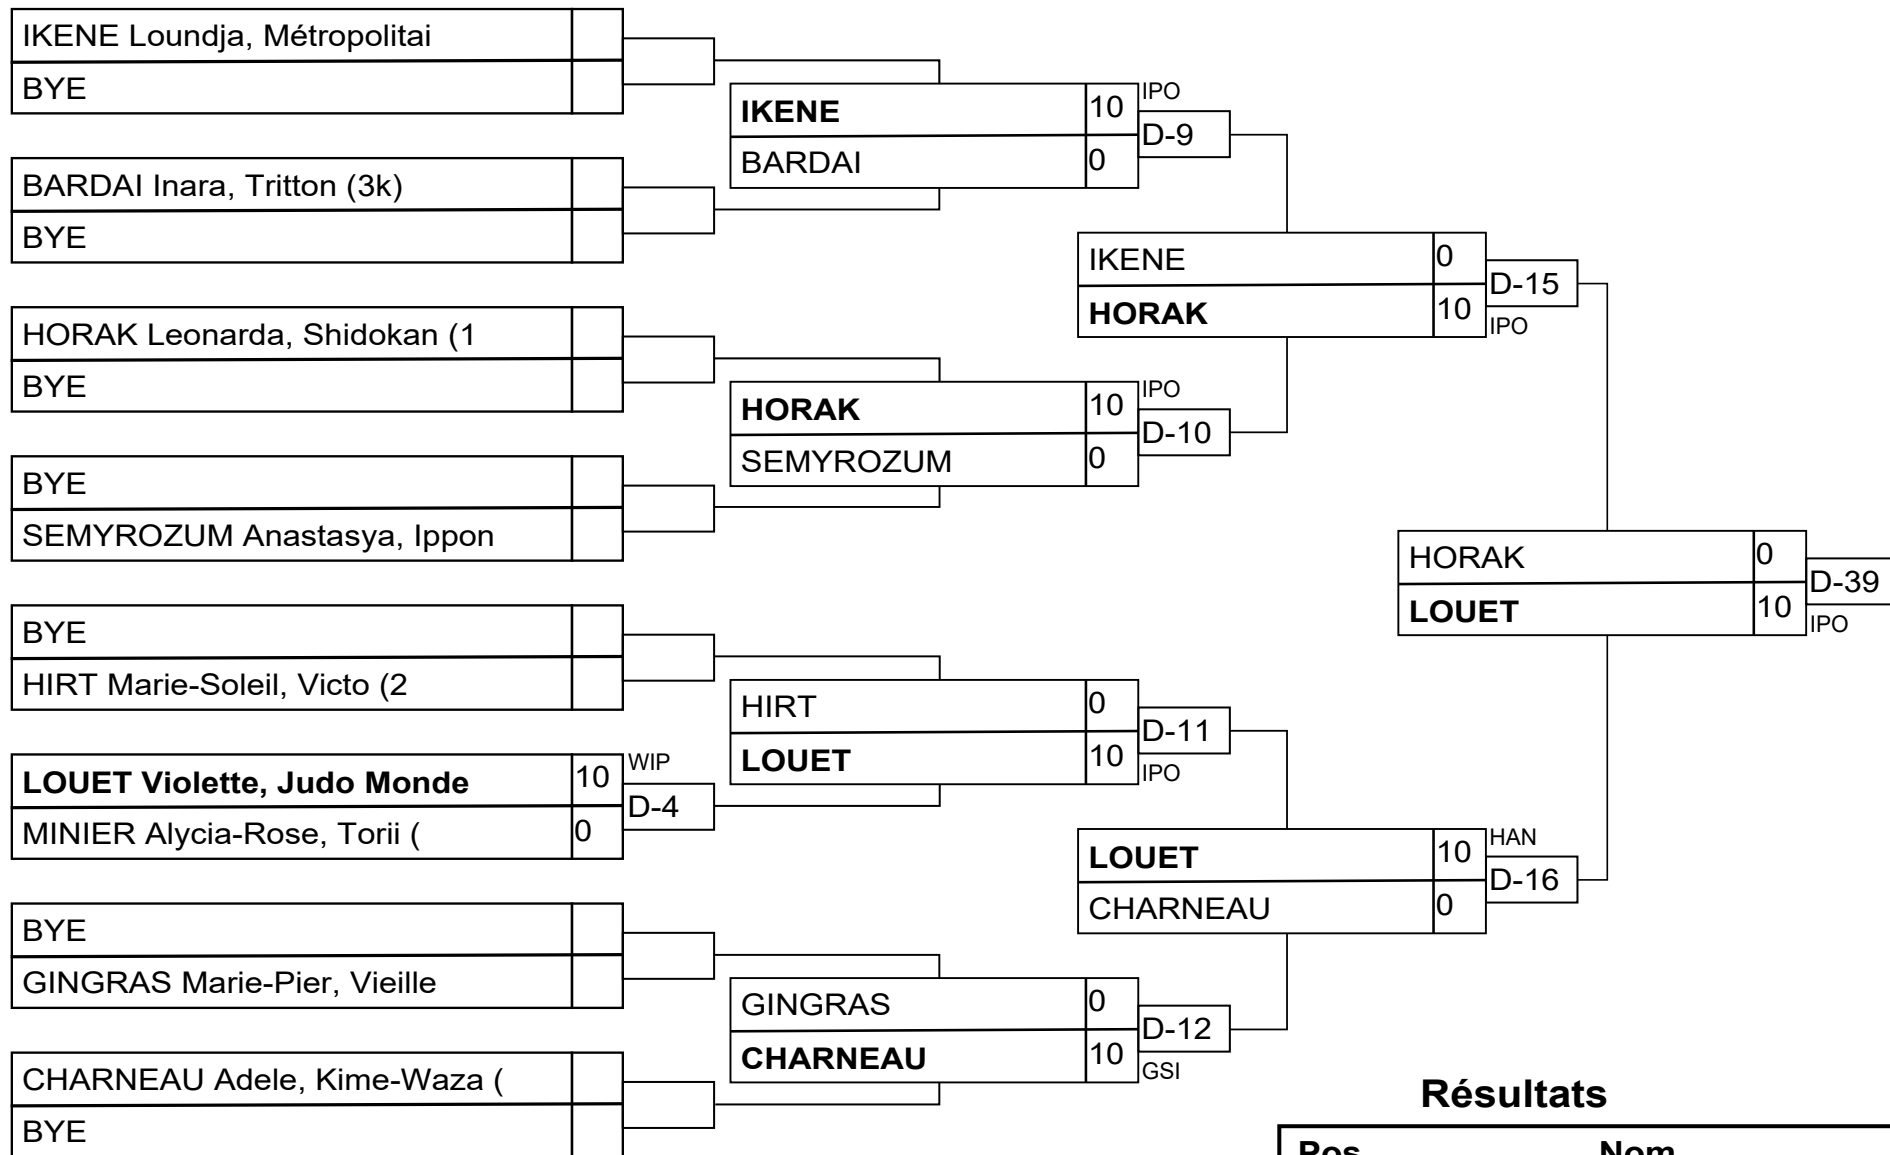 IKENE Loundja, Métropolitai
BYE
BARDAI Inara, Tritton (3k)
BYE
HORAK Leonarda, Shidokan (1
BYE
BYE
SEMYROZUM Anastasya, Ippon
BYE
HIRT Marie-Soleil, Victo (2
LOUET Violette, Judo Monde 10 WIP
D-4
MINIER Alycia-Rose, Torii ( 0
BYE
GINGRAS Marie-Pier, Vieille
CHARNEAU Adele, Kime-Waza (
BYE
IKENE 10 IPO
D-9
BARDAI 0
HORAK 10 IPO
D-10
SEMYROZUM 0
HIRT 0
D-11
LOUET 10 IPO
GINGRAS 0
D-12
CHARNEAU 10 GSI
IKENE 0
D-15
HORAK 10 IPO
LOUET 10 HAN
D-16
CHARNEAU 0
HORAK 0
D-39
LOUET 10 IPO
Résultats
Pos Nom